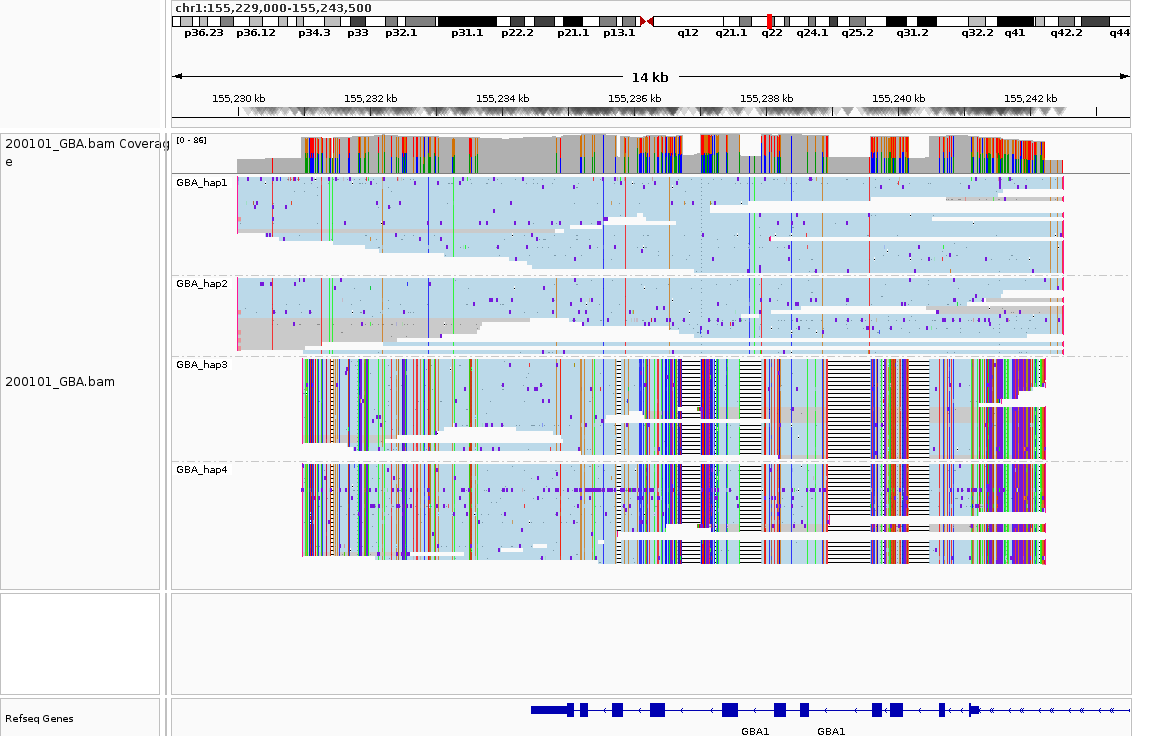 chr1:155,229,000-155,243,500
p36.23 p36.12 p34.3 p33 p32.1 p31.1 p22.2 p21.1 p13.1 q12 q21.1 q22 q24.1 q25.2 q31.2 q32.2 q41 q42.2 q44
14 kb
155,230 kb 155,232 kb 155,234 kb 155,236 kb 155,238 kb 155,240 kb 155,242 kb
200101_GBA.bam Coverag
e
[0 - 86]
GBA_hap1
GBA_hap2
GBA_hap3
200101_GBA.bam
GBA_hap4
Refseq Genes
GBA1 GBA1